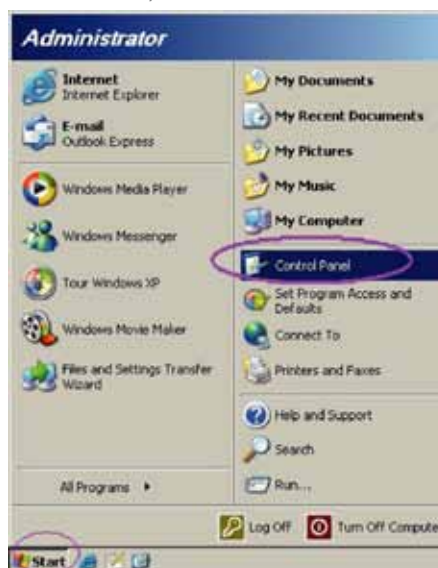 Administrator
Internet
Internet Explorer
E-mail
Outlook Express
Windows Media Player
Windows Messenger
Tour Windows XP
Windows Movie Maker
Files and Settings Transfer
Wizard
All Programs
My Documents
My Recent Documents
My Pictures
My Music
My Computer
Control Panel
Set Program Access and
Defaults
Connect To
Printers and Faxes
Help and Support
Search
Run...
Log Off
Turn Off Compute
Start